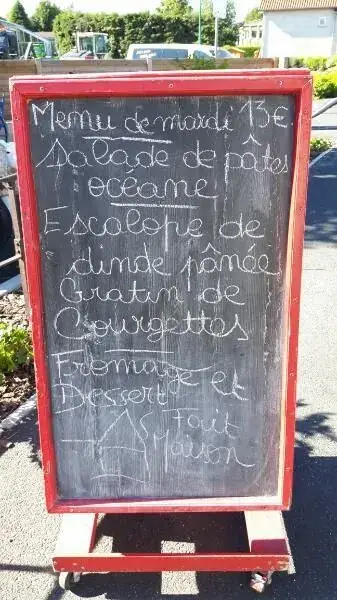 Menu de mardi 13€
Salade de pâtes
océane
Escalope de
dinde pânée
Gratin de
Courgettes
Fromage et
Dessert
Fait
Maison